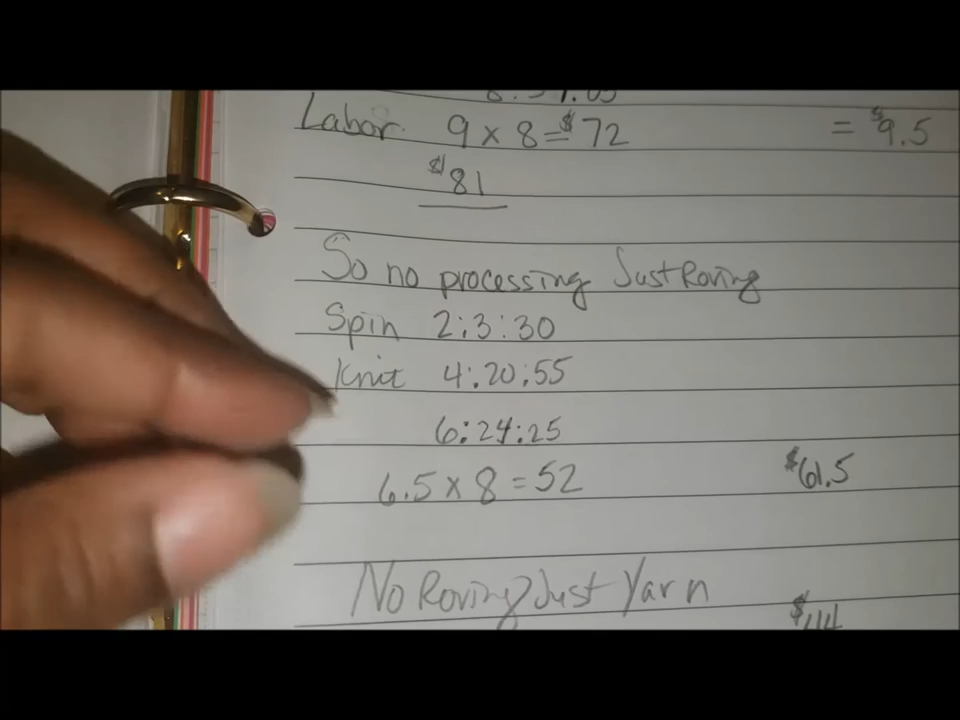 Labor 9 x 8 = $72 = $9.5
$81
So no processing Just Roving
Spin 2:3:30
Knit 4:20:55
6:24:25
6.5 x 8 = 52 $61.5
No Roving Just Yarn